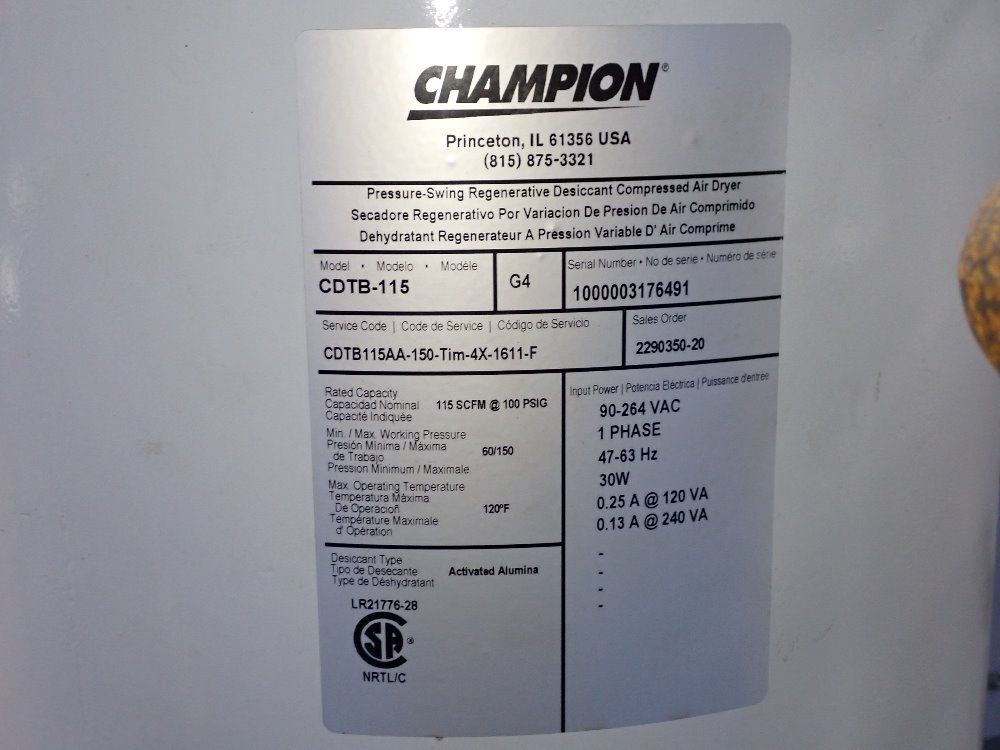 CHAMPION®
Princeton, IL 61356 USA
(815) 875-3321
Pressure-Swing Regenerative Desiccant Compressed Air Dryer
Secadore Regenerativo Por Variacion De Presion De Air Comprimido
Dehydratant Regenerateur A Pression Variable D' Air Comprime
Model • Modelo • Modéle
CDTB-115
G4
Serial Number • No de serie • Numéro de série
1000003176491
Service Code | Code de Service | Código de Servicio
CDTB115AA-150-Tim-4X-1611-F
Sales Order
2290350-20
Rated Capacity
Capacidad Nominal 115 SCFM @ 100 PSIG
Capacité Indiquée
Min. / Max. Working Pressure
Presión Mínima / Máxima
de Trabajo 60/150
Pression Minimum / Maximale
Max. Operating Temperature
Temperatura Máxima
De Operación 120°F
Température Maximale
d' Opération
Desiccant Type
Tipo de Desecante Activated Alumina
Type de Déshydratant
LR21776-28
SA®
NRTL/C
Input Power | Potencia Eléctrica | Puissance d'entrée
90-264 VAC
1 PHASE
47-63 Hz
30W
0.25 A @ 120 VA
0.13 A @ 240 VA
-
-
-
-